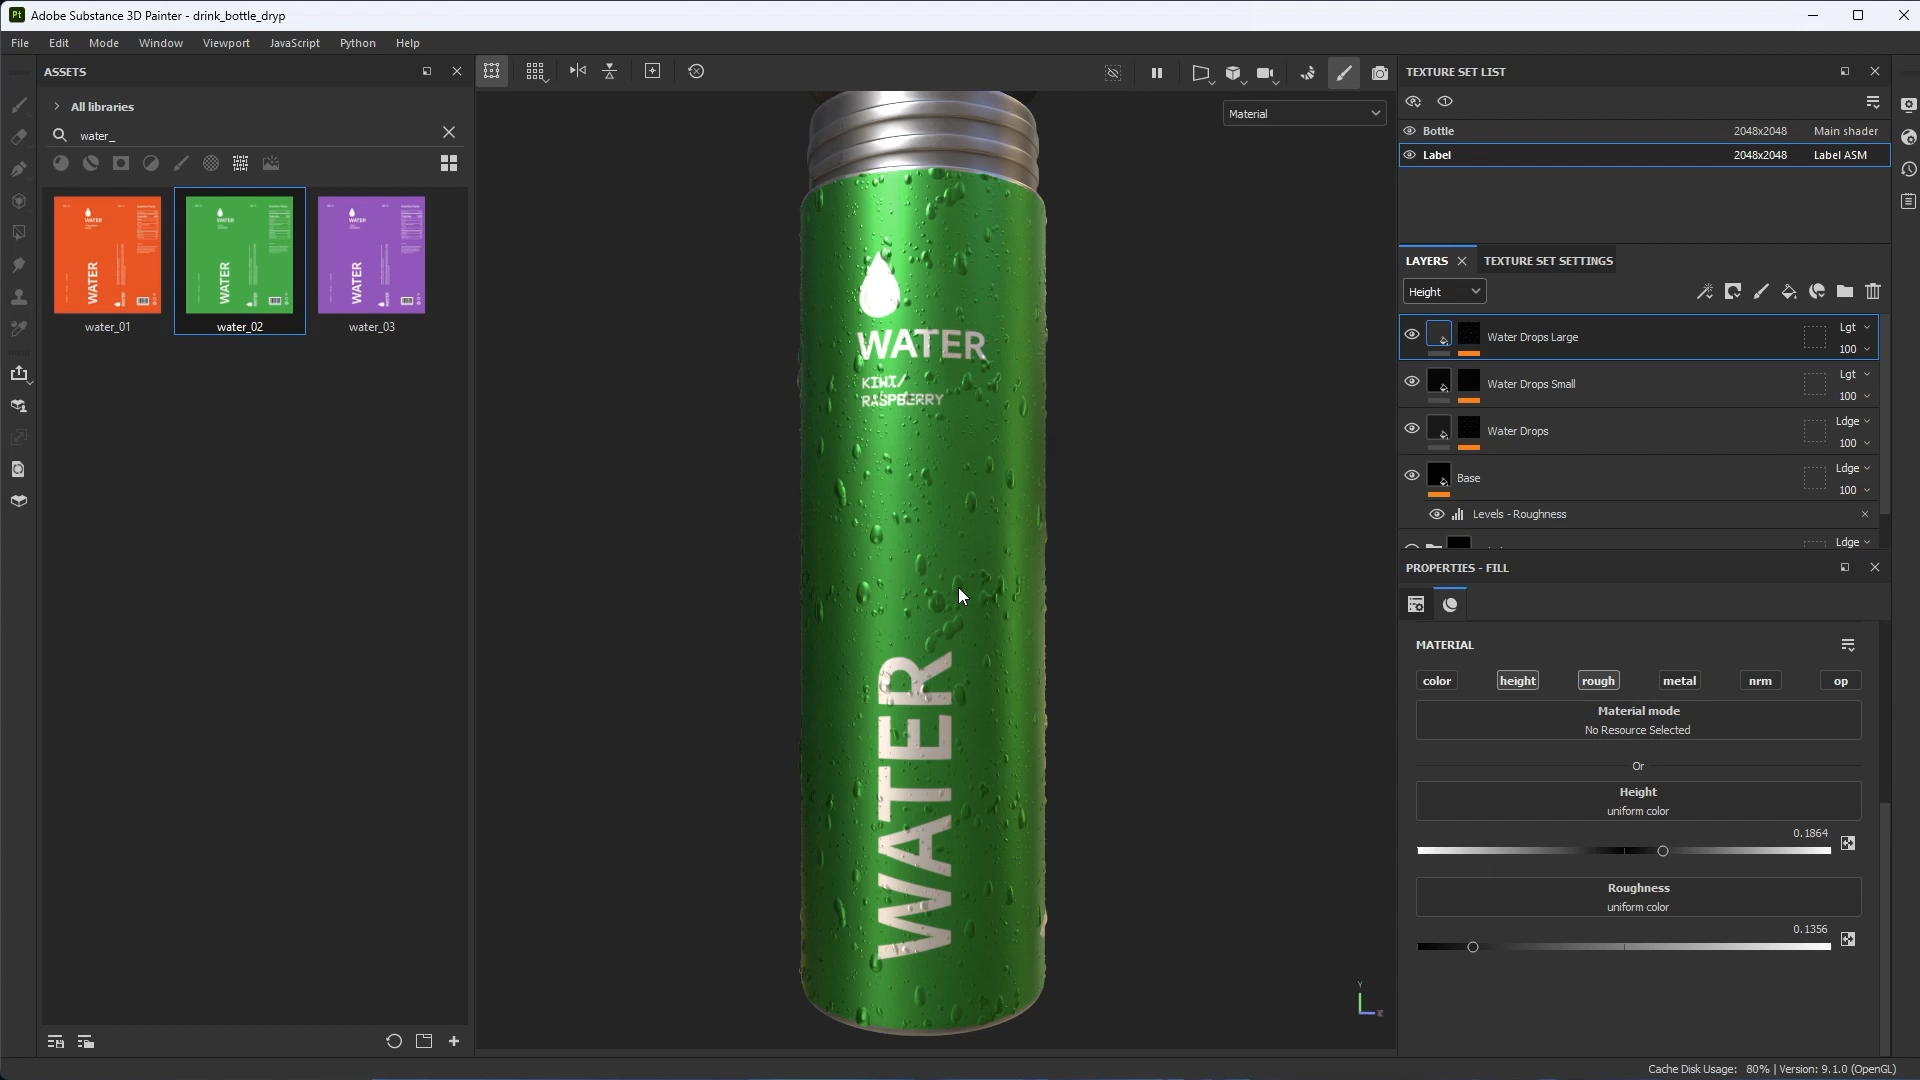 Pt Adobe Substance 3D Painter - drink_bottle_dryp
File Edit Mode Window Viewport JavaScript Python Help
ASSETS
All libraries
water_
WATER
WATER
WATER
WATER
WATER
WATER
water_01 water_02 water_03
Material
WATER
KIWI/
RASPBERRY
WATER
Y
TEXTURE SET LIST
Bottle 2048x2048 Main shader
Label 2048x2048 Label ASM
LAYERS TEXTURE SET SETTINGS
Height
Water Drops Large Lgt
100
Water Drops Small Lgt
100
Water Drops Ldge
100
Base Ldge
100
Levels - Roughness
Ldge
PROPERTIES - FILL
MATERIAL
color height rough metal nrm op
Material mode
No Resource Selected
Or
Height
uniform color
0.1864
Roughness
uniform color
0.1356
Cache Disk Usage: 80% | Version: 9.1.0 (OpenGL)